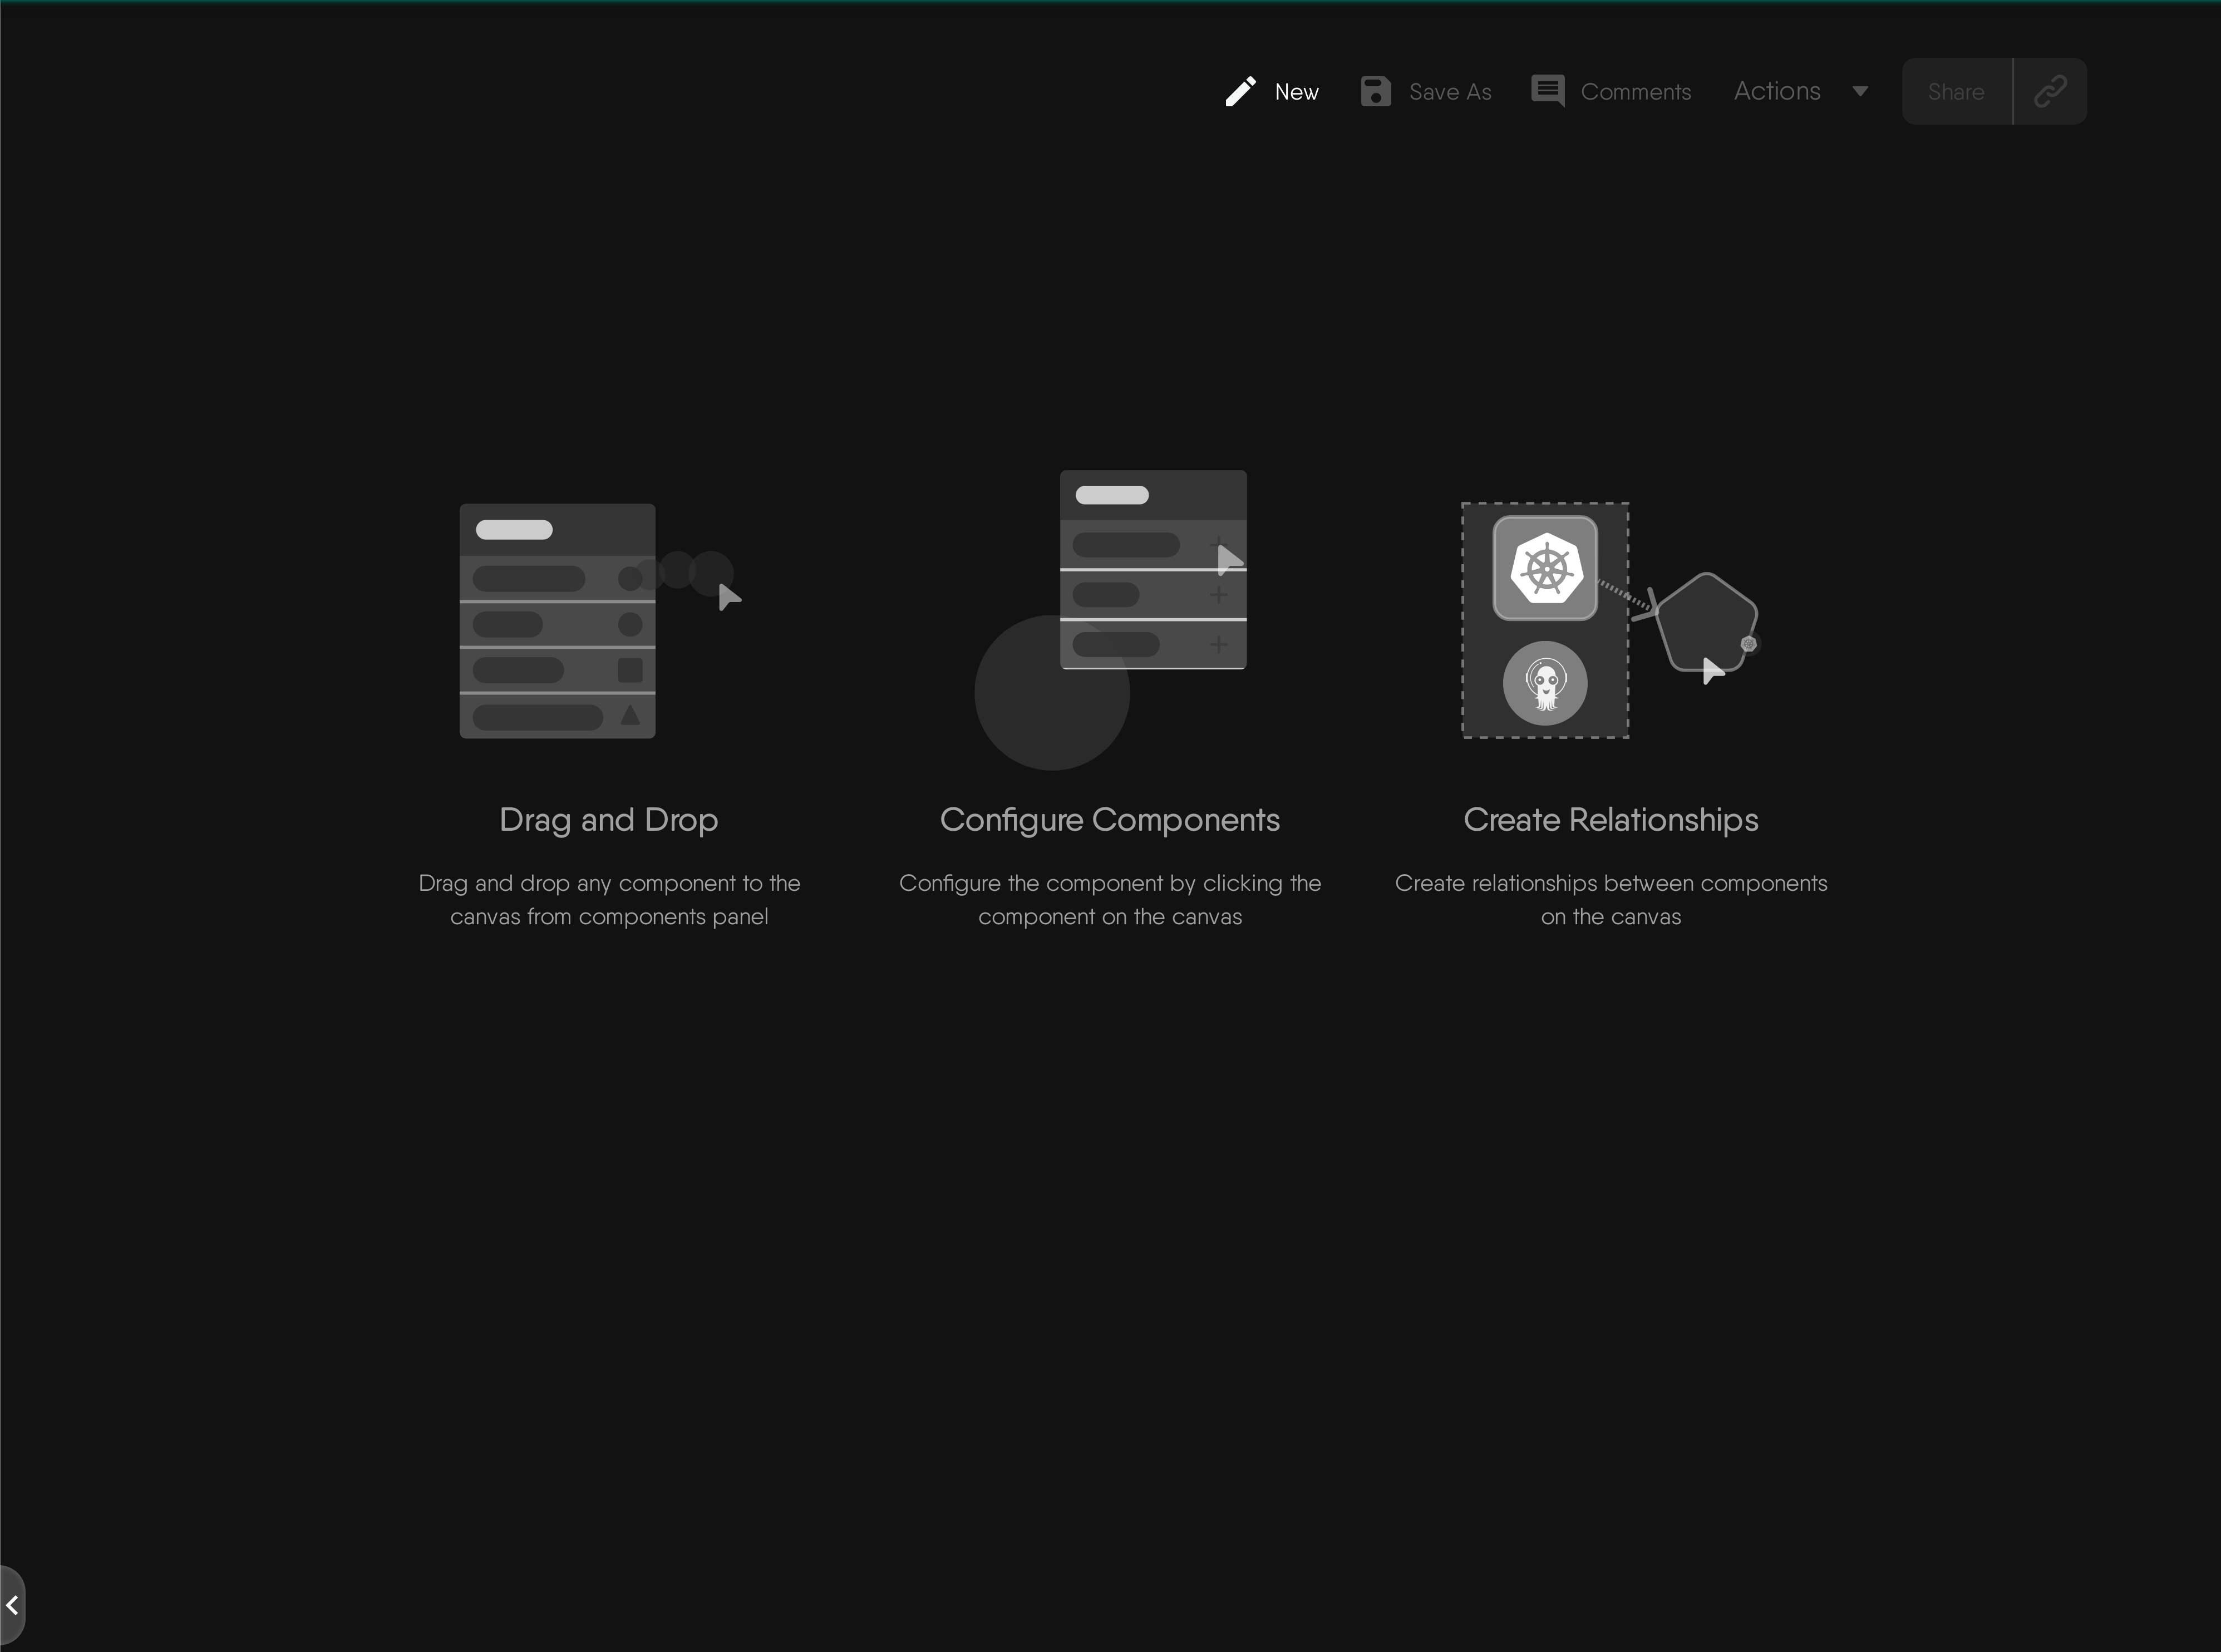 New
Save As
Comments
Actions
Share
Drag and Drop
Drag and drop any component to the
canvas from components panel
Configure Components
Configure the component by clicking the
component on the canvas
Create Relationships
Create relationships between components
on the canvas